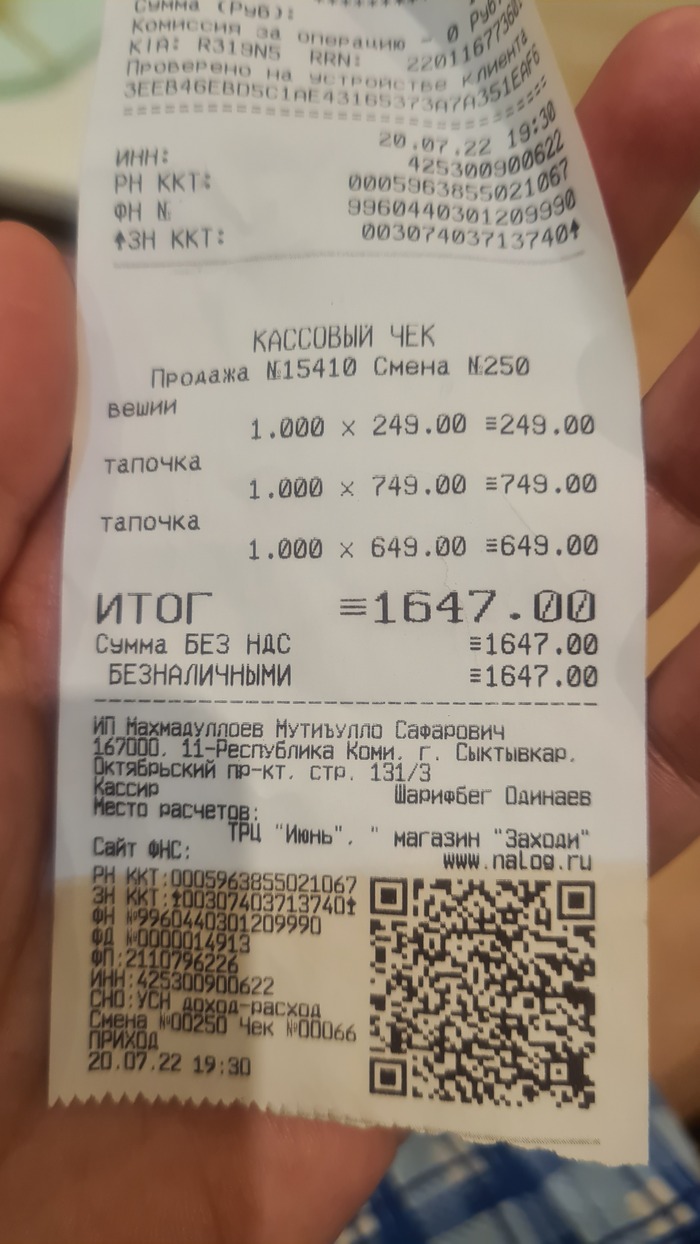 Сумма (Руб):
Комиссия за операцию - 0 Руб.
KIA: R319N5 RRN: 220116773607
Проверено на устройстве клиента
3EEB46EBD5C1AE43165373A7A351EAF6
================================
20.07.22 19:30
ИНН: 425300900622
РН ККТ: 0005963855021067
ФН № 9960440301209990
↑ЗН ККТ: 00307403713740↑
КАССОВЫЙ ЧЕК
Продажа №15410 Смена №250
вешии
1.000 × 249.00 ≡249.00
тапочка
1.000 × 749.00 ≡749.00
тапочка
1.000 × 649.00 ≡649.00
ИТОГ ≡1647.00
Сумма БЕЗ НДС ≡1647.00
БЕЗНАЛИЧНЫМИ ≡1647.00
ИП Махмадуллоев Мутиъулло Сафарович
167000, 11-Республика Коми, г. Сыктывкар,
Октябрьский пр-кт, стр. 131/3
Кассир Шарифбег Одинаев
Место расчетов:
ТРЦ "Июнь", " магазин "Заходи"
Сайт ФНС: www.nalog.ru
РН ККТ:0005963855021067
ЗН ККТ:↑00307403713740↑
ФН №9960440301209990
ФД №0000014913
ФП:2110796226
ИНН:425300900622
СНО:УСН доход-расход
Смена №00250 Чек №00066
ПРИХОД
20.07.22 19:30